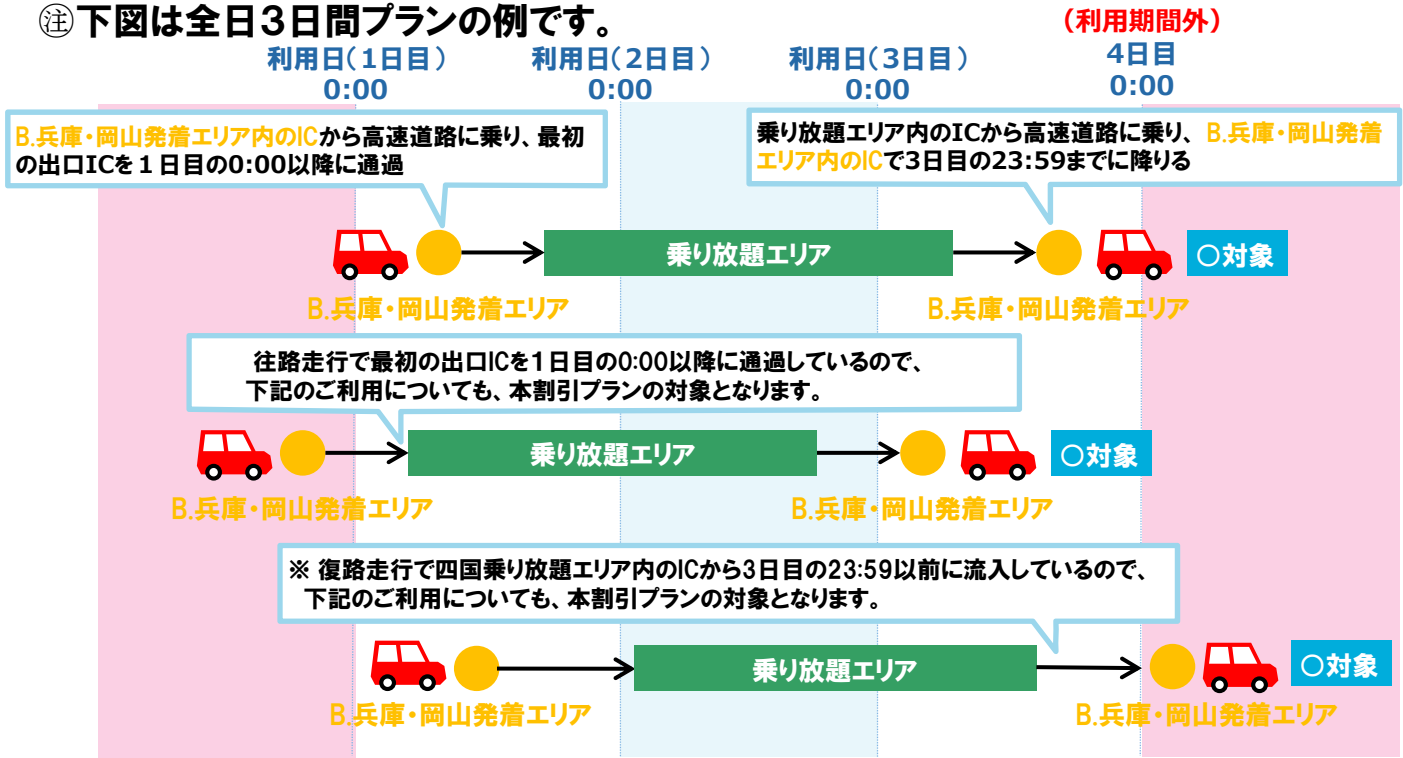 ㊟下図は全日3日間プランの例です。
(利用期間外)
利用日(1日目)
0:00
利用日(2日目)
0:00
利用日(3日目)
0:00
4日目
0:00
B.兵庫・岡山発着エリア内のICから高速道路に乗り、最初
の出口ICを1日目の0:00以降に通過
乗り放題エリア内のICから高速道路に乗り、B.兵庫・岡山発着
エリア内のICで3日目の23:59までに降りる
乗り放題エリア
○対象
B.兵庫・岡山発着エリア
B.兵庫・岡山発着エリア
往路走行で最初の出口ICを1日目の0:00以降に通過しているので、
下記のご利用についても、本割引プランの対象となります。
乗り放題エリア
○対象
B.兵庫・岡山発着エリア
B.兵庫・岡山発着エリア
※ 復路走行で四国乗り放題エリア内のICから3日目の23:59以前に流入しているので、
下記のご利用についても、本割引プランの対象となります。
乗り放題エリア
○対象
B.兵庫・岡山発着エリア
B.兵庫・岡山発着エリア